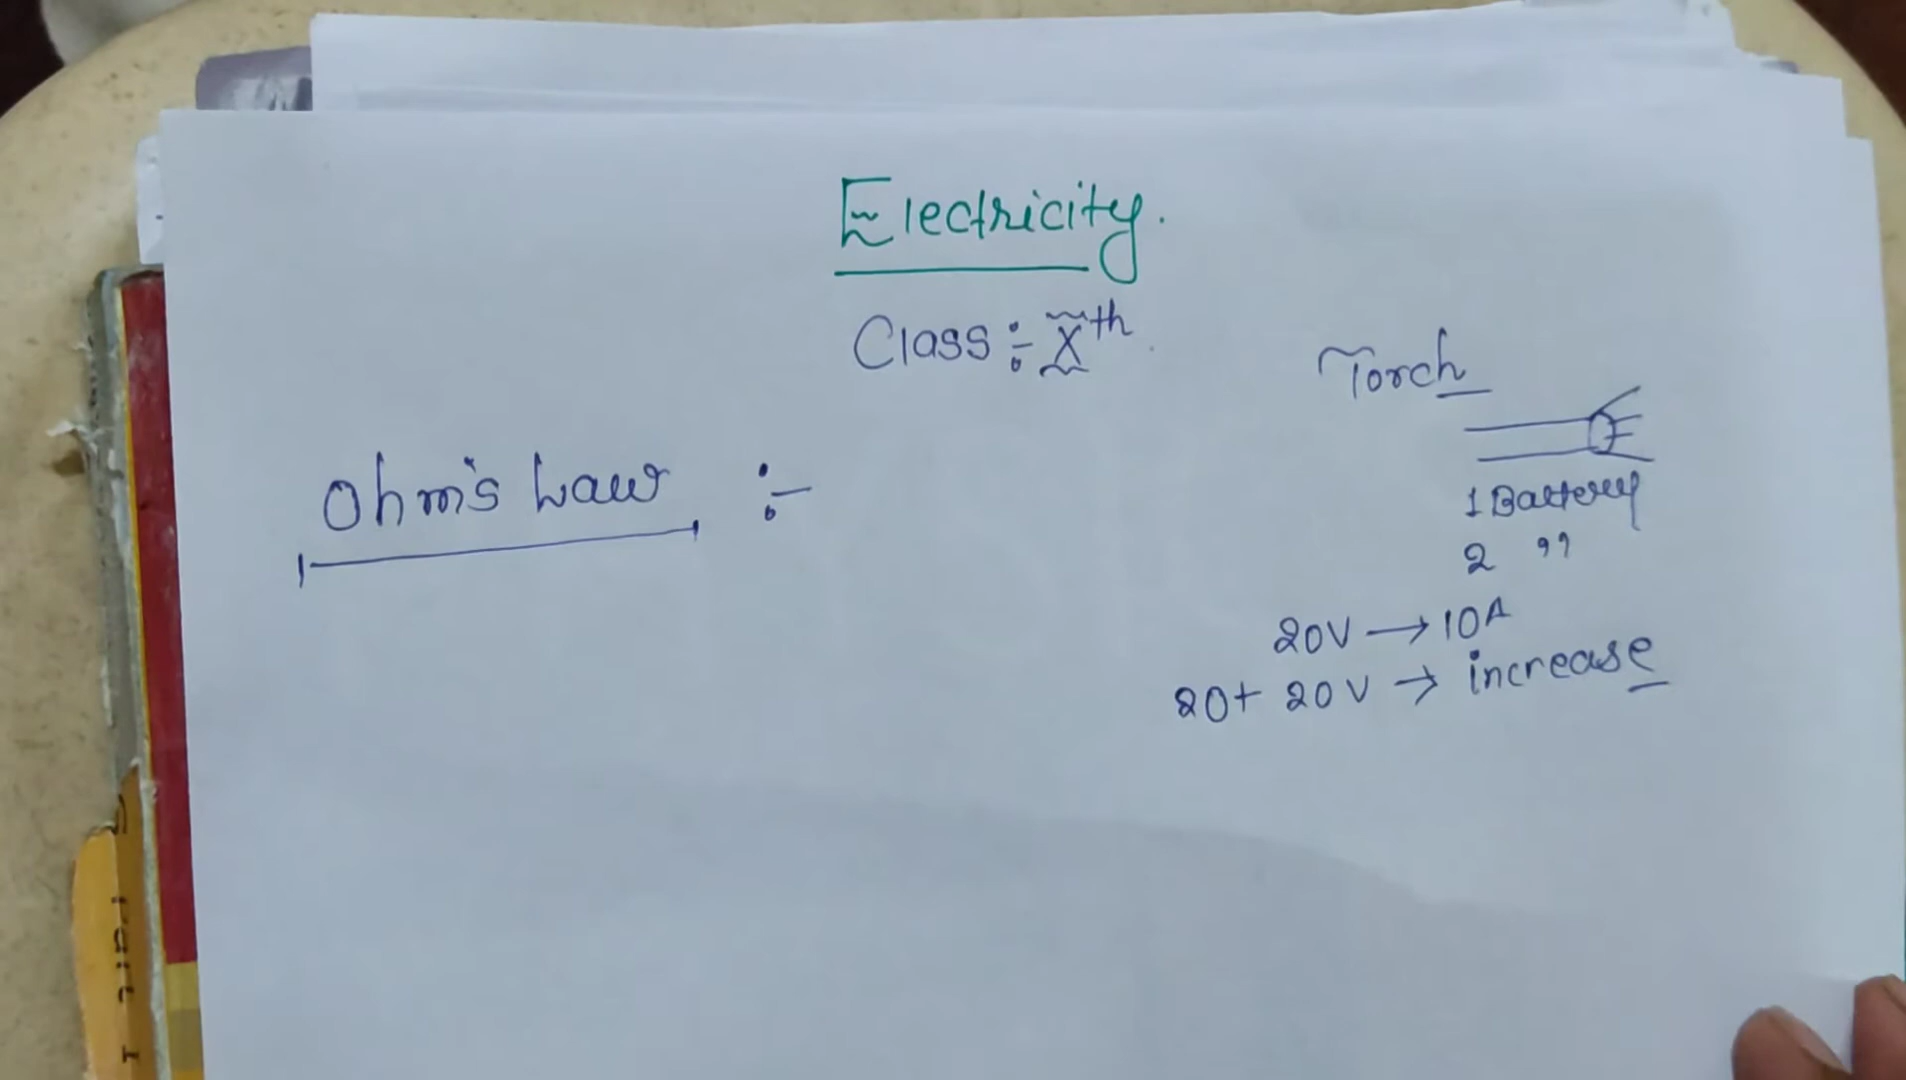 Electricity.
Class :- Xth
Torch
Ohm's Law :-
1 Battery
2 ,,
20V → 10A
20+ 20V → increase